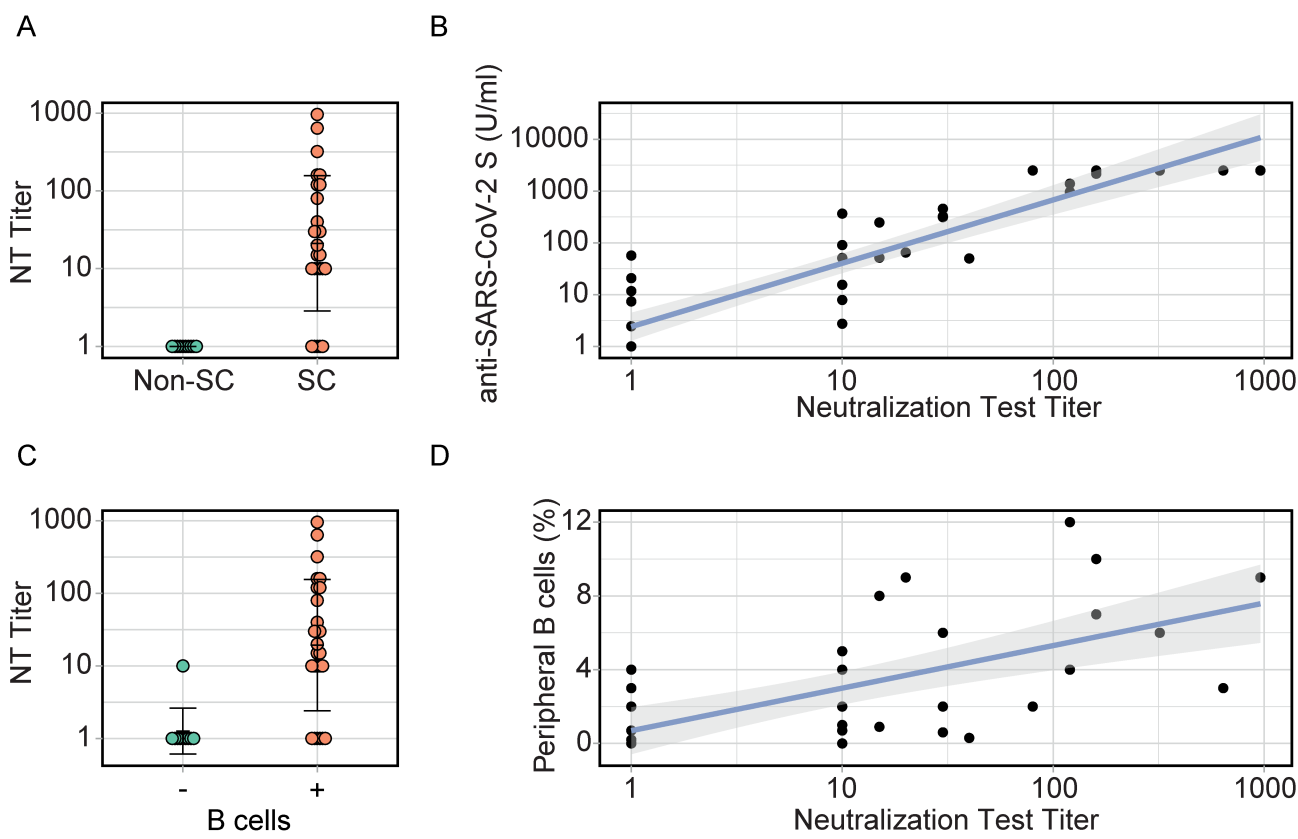 A
NT Titer
1000
100
10
1
Non-SC
SC
B
anti-SARS-CoV-2 S (U/ml)
10000
1000
100
10
1
1
10
100
1000
Neutralization Test Titer
C
NT Titer
1000
100
10
1
-
+
B cells
D
Peripheral B cells (%)
12
8
4
0
1
10
100
1000
Neutralization Test Titer